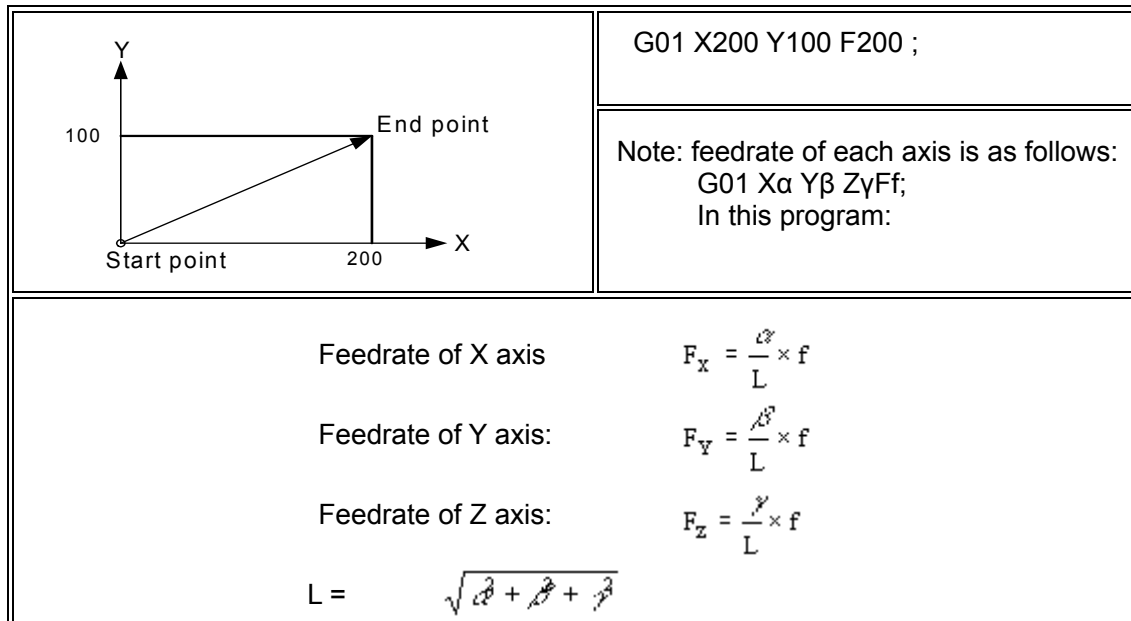 Y
100
End point
X
Start point
200
G01 X200 Y100 F200 ;
Note: feedrate of each axis is as follows:
G01 Xα Yβ ZγFf;
In this program:
Feedrate of X axis F_X = α/L × f
Feedrate of Y axis: F_Y = β/L × f
Feedrate of Z axis: F_Z = γ/L × f
L = √(α² + β² + γ²)